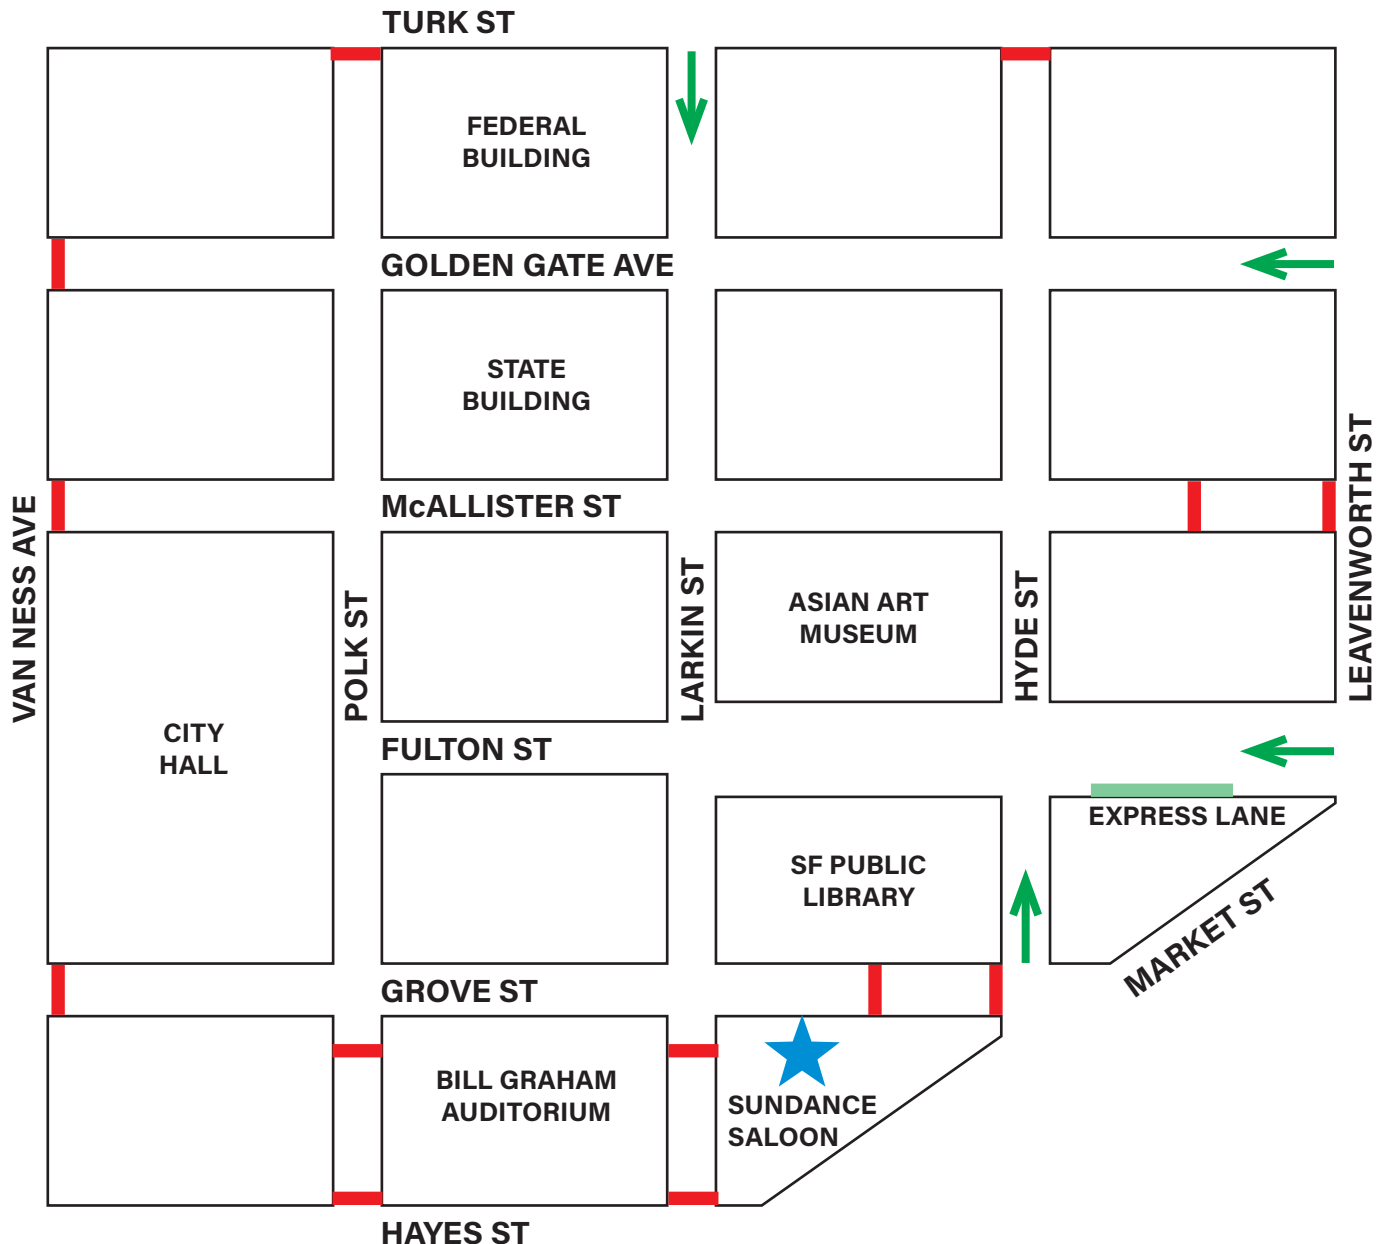 TURK ST
FEDERAL
BUILDING
GOLDEN GATE AVE
STATE
BUILDING
McALLISTER ST
VAN NESS AVE
POLK ST
LARKIN ST
ASIAN ART
MUSEUM
HYDE ST
LEAVENWORTH ST
CITY
HALL
FULTON ST
EXPRESS LANE
SF PUBLIC
LIBRARY
MARKET ST
GROVE ST
BILL GRAHAM
AUDITORIUM
SUNDANCE
SALOON
HAYES ST